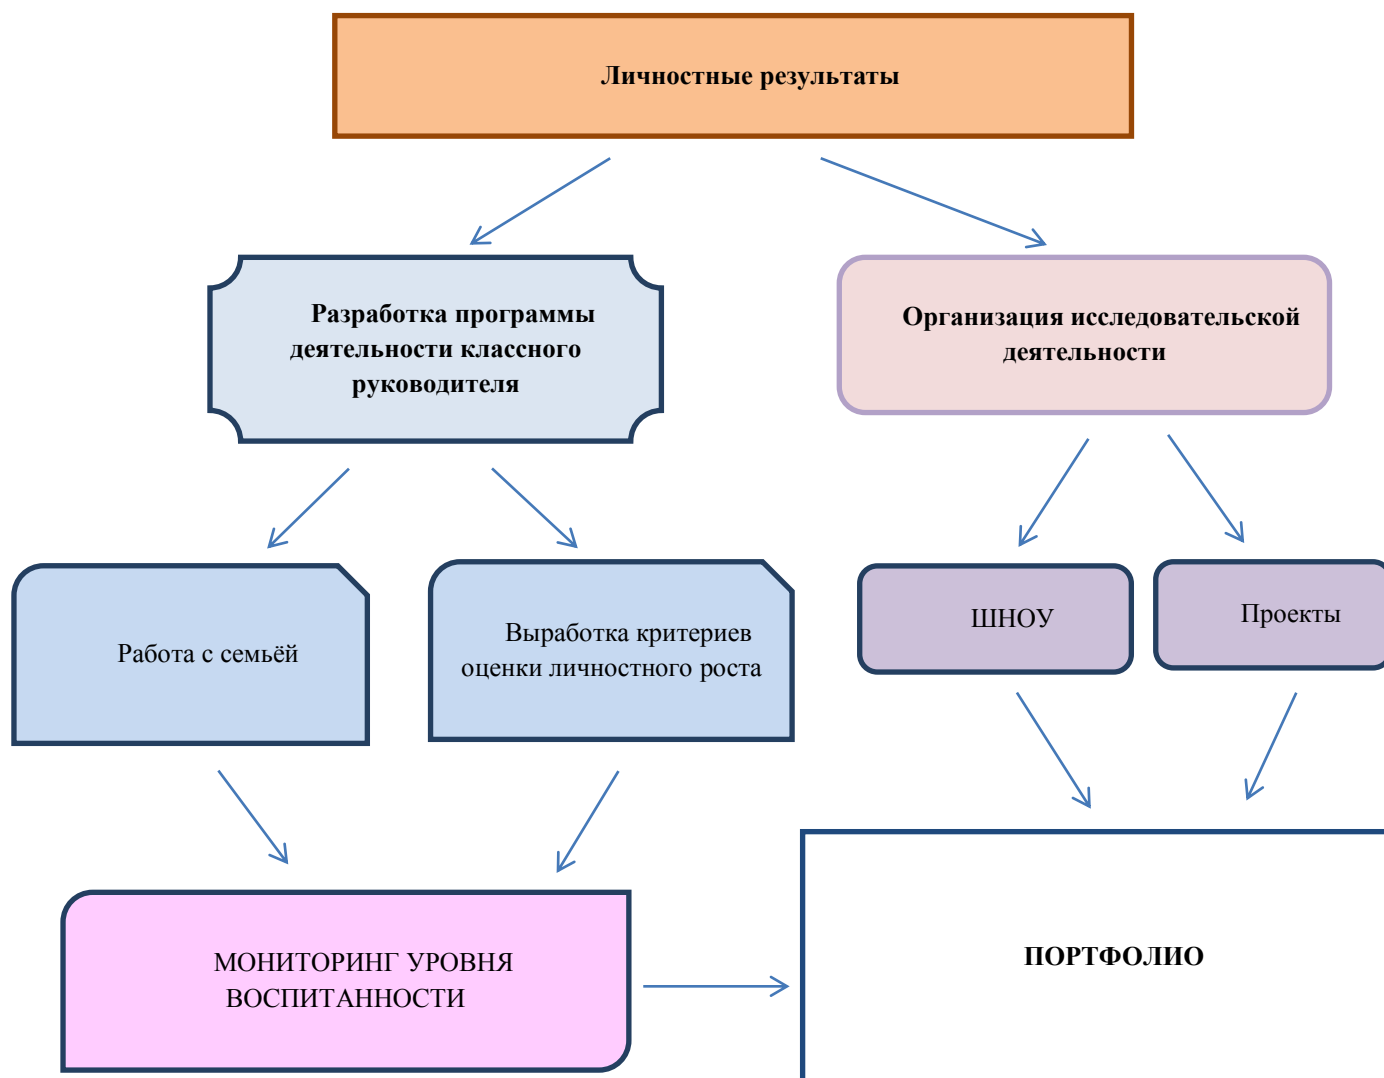 Личностные результаты
Разработка программы
деятельности классного
руководителя
Организация исследовательской
деятельности
Работа с семьёй
Выработка критериев
оценки личностного роста
ШНОУ
Проекты
МОНИТОРИНГ УРОВНЯ
ВОСПИТАННОСТИ
ПОРТФОЛИО